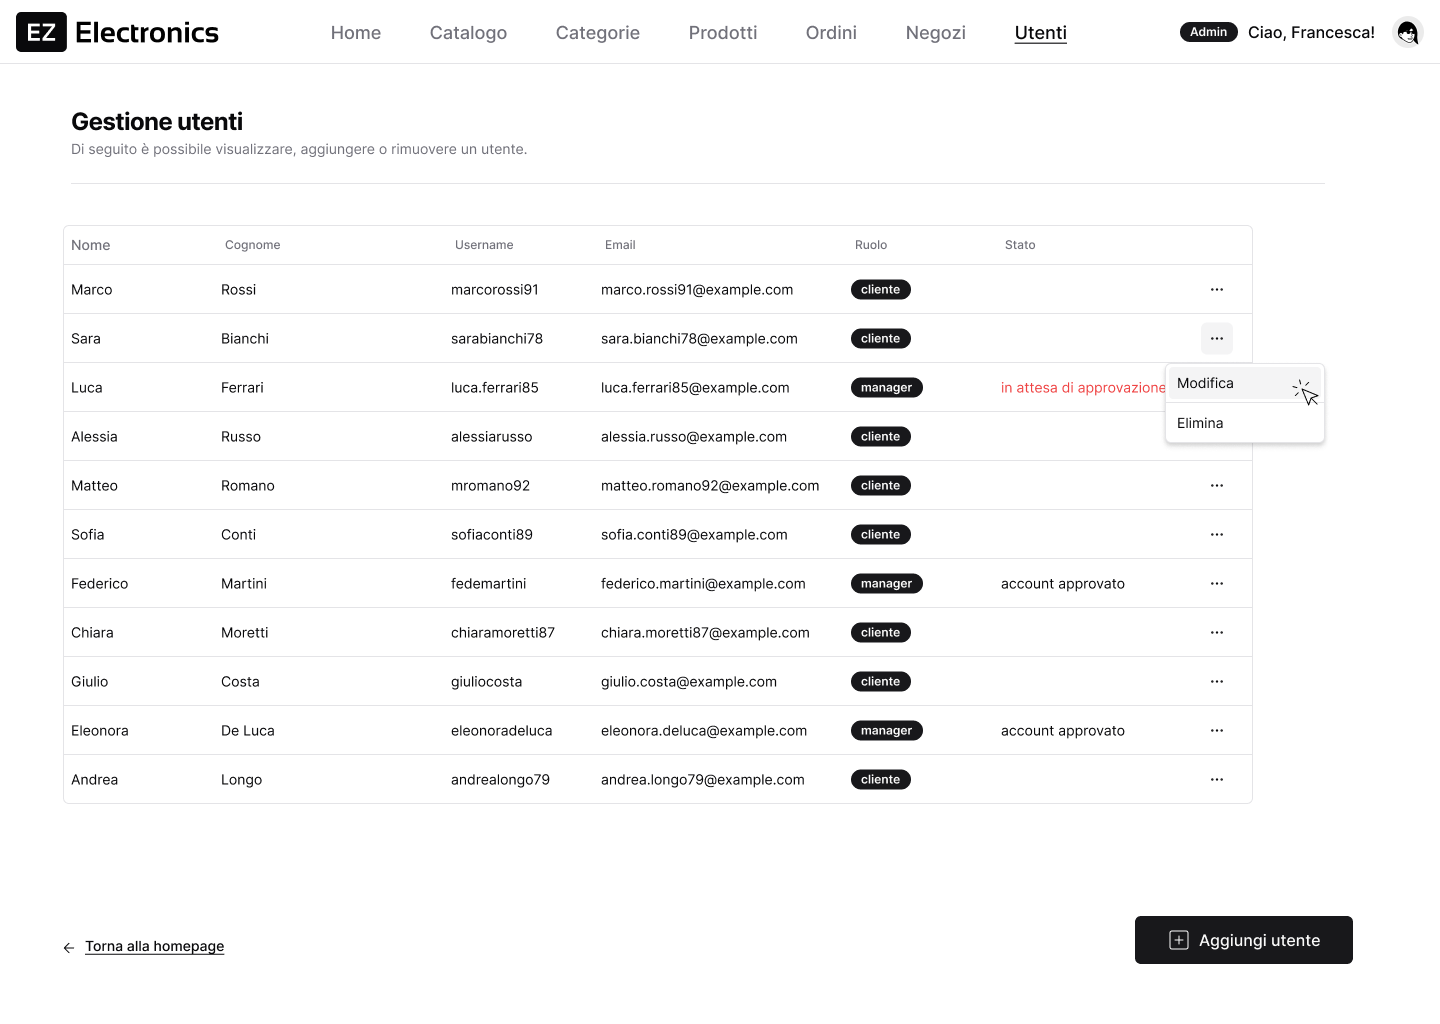 EZ Electronics Home Catalogo Categorie Prodotti Ordini Negozi Utenti Admin Ciao, Francesca!
Gestione utenti
Di seguito è possibile visualizzare, aggiungere o rimuovere un utente.
Nome Cognome Username Email Ruolo Stato
Marco Rossi marcorossi91 marco.rossi91@example.com cliente ...
Sara Bianchi sarabianchi78 sara.bianchi78@example.com cliente ...
Luca Ferrari luca.ferrari85 luca.ferrari85@example.com manager in attesa di approvazione
Modifica
Elimina
Alessia Russo alessiarusso alessia.russo@example.com cliente
Matteo Romano mromano92 matteo.romano92@example.com cliente ...
Sofia Conti sofiaconti89 sofia.conti89@example.com cliente ...
Federico Martini fedemartini federico.martini@example.com manager account approvato ...
Chiara Moretti chiaramoretti87 chiara.moretti87@example.com cliente ...
Giulio Costa giuliocosta giulio.costa@example.com cliente ...
Eleonora De Luca eleonoradeluca eleonora.deluca@example.com manager account approvato ...
Andrea Longo andrealongo79 andrea.longo79@example.com cliente ...
← Torna alla homepage
Aggiungi utente